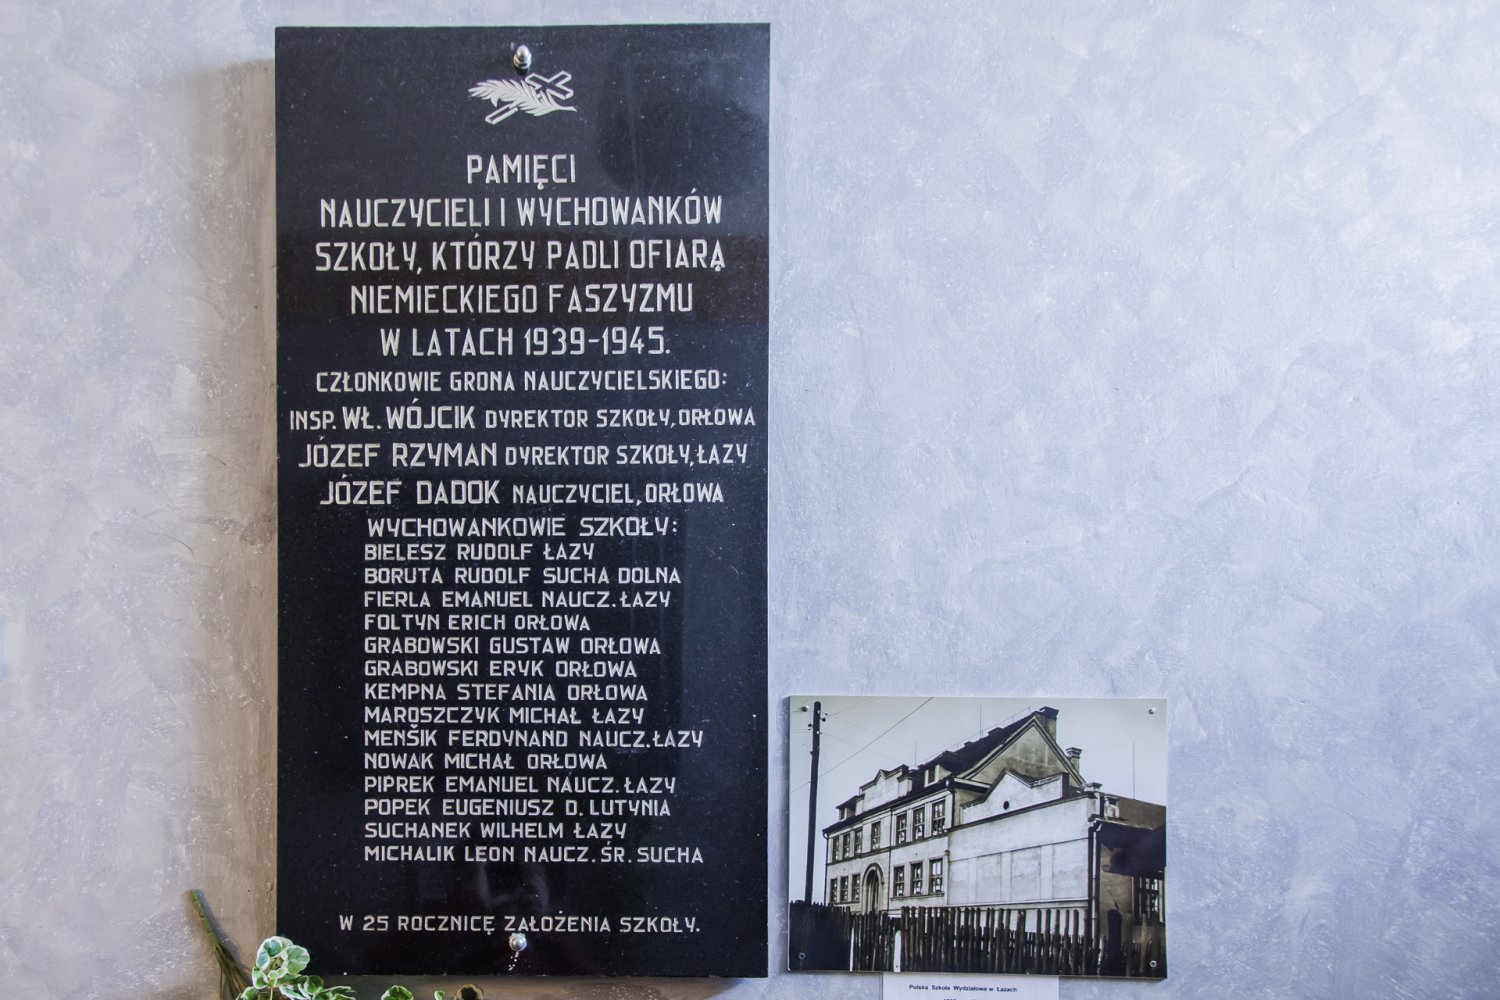 PAMIĘCI
NAUCZYCIELI I WYCHOWANKÓW
SZKOŁY, KTÓRZY PADLI OFIARĄ
NIEMIECKIEGO FASZYZMU
W LATACH 1939-1945.
CZŁONKOWIE GRONA NAUCZYCIELSKIEGO:
INSP. WŁ. WÓJCIK DYREKTOR SZKOŁY, ORŁOWA
JÓZEF RZYMAN DYREKTOR SZKOŁY, ŁAZY
JÓZEF DADOK NAUCZYCIEL, ORŁOWA
WYCHOWANKOWIE SZKOŁY:
BIELESZ RUDOLF ŁAZY
BORUTA RUDOLF SUCHA DOLNA
FIERLA EMANUEL NAUCZ. ŁAZY
FOLTYN ERICH ORŁOWA
GRABOWSKI GUSTAW ORŁOWA
GRABOWSKI ERYK ORŁOWA
KEMPNA STEFANIA ORŁOWA
MAROSZCZYK MICHAŁ ŁAZY
MENŠIK FERDYNAND NAUCZ. ŁAZY
NOWAK MICHAŁ ORŁOWA
PIPREK EMANUEL NAUCZ. ŁAZY
POPEK EUGENIUSZ D. LUTYNIA
SUCHANEK WILHELM ŁAZY
MICHALIK LEON NAUCZ. ŚR. SUCHA
W 25 ROCZNICĘ ZAŁOŻENIA SZKOŁY.
Polska Szkoła Wydziałowa w Łazach